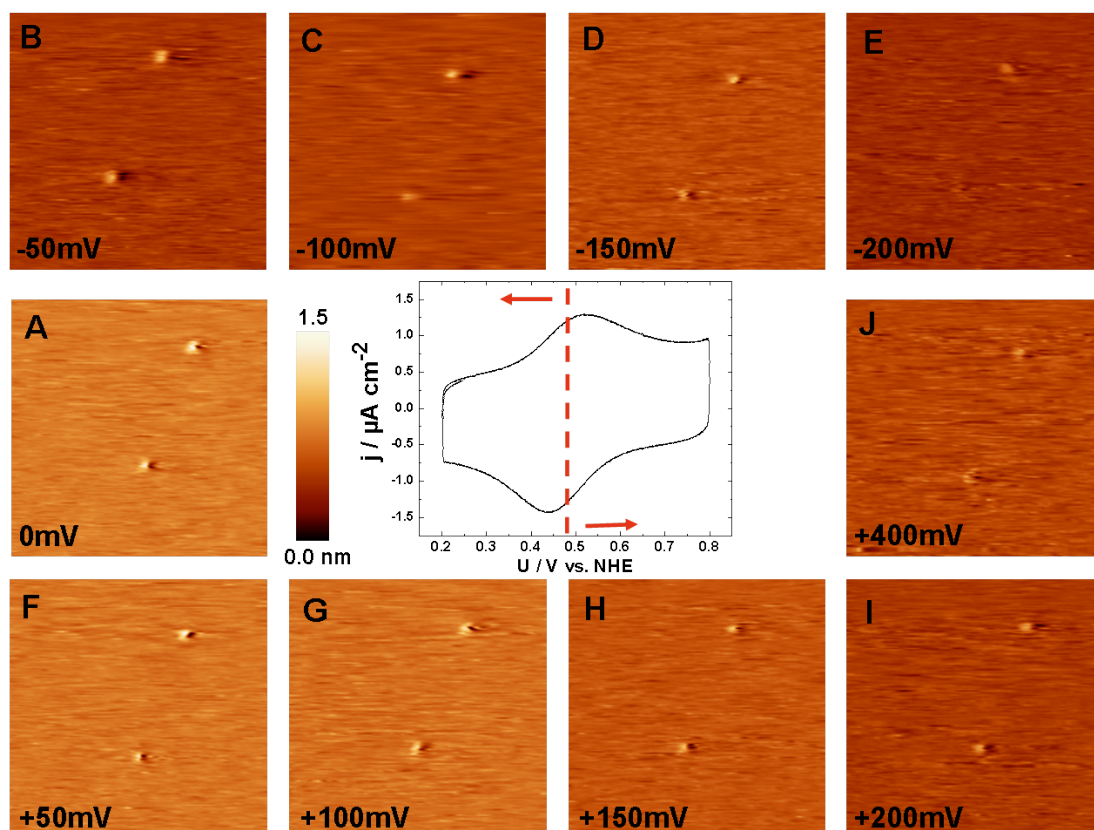 B
-50mV
C
-100mV
D
-150mV
E
-200mV
A
0mV
1.5
0.0 nm
j / µA cm-2
1.5
1.0
0.5
0.0
-0.5
-1.0
-1.5
0.2 0.3 0.4 0.5 0.6 0.7 0.8
U / V vs. NHE
J
+400mV
F
+50mV
G
+100mV
H
+150mV
I
+200mV